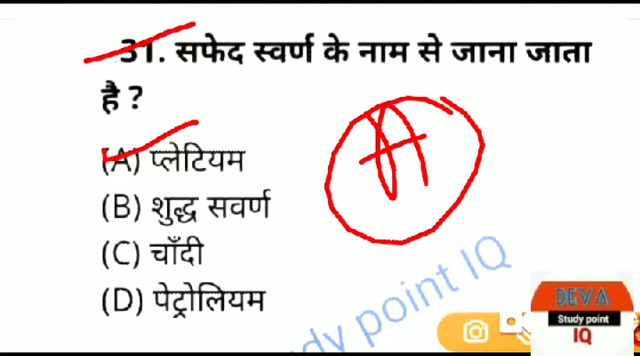 31. सफेद स्वर्ण के नाम से जाना जाता
है ?
(A) प्लेटियम
(B) शुद्ध सवर्ण
(C) चाँदी
(D) पेट्रोलियम
A
dy point IQ
DEVA
Study point
IQ